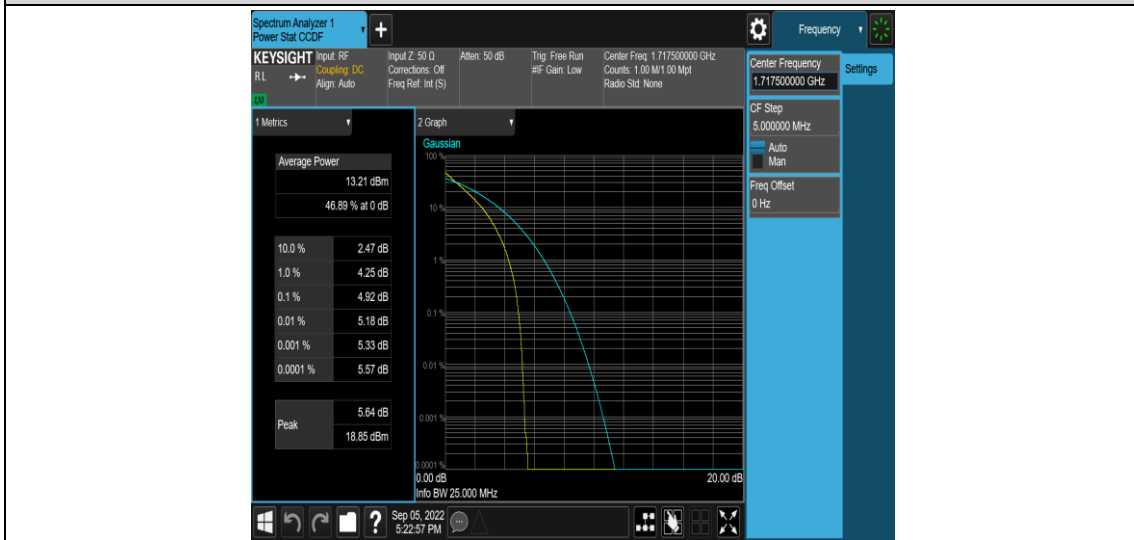 Spectrum Analyzer 1
Power Stat CCDF
+
Frequency
KEYSIGHT
RL
LXI
Input: RF
Coupling: DC
Align: Auto
Input Z: 50 Ω
Corrections: Off
Freq Ref: Int (S)
Atten: 50 dB
Trig: Free Run
#IF Gain: Low
Center Freq: 1.717500000 GHz
Counts: 1.00 M/1.00 Mpt
Radio Std: None
Center Frequency
1.717500000 GHz
Settings
CF Step
5.000000 MHz
Auto
Man
Freq Offset
0 Hz
1 Metrics
Average Power
13.21 dBm
46.89 % at 0 dB
10.0 % 2.47 dB
1.0 % 4.25 dB
0.1 % 4.92 dB
0.01 % 5.18 dB
0.001 % 5.33 dB
0.0001 % 5.57 dB
Peak
5.64 dB
18.85 dBm
2 Graph
Gaussian
100 %
10 %
1 %
0.1 %
0.01 %
0.001 %
0.0001 %
0.00 dB 20.00 dB
Info BW 25.000 MHz
?
Sep 05, 2022
5:22:57 PM